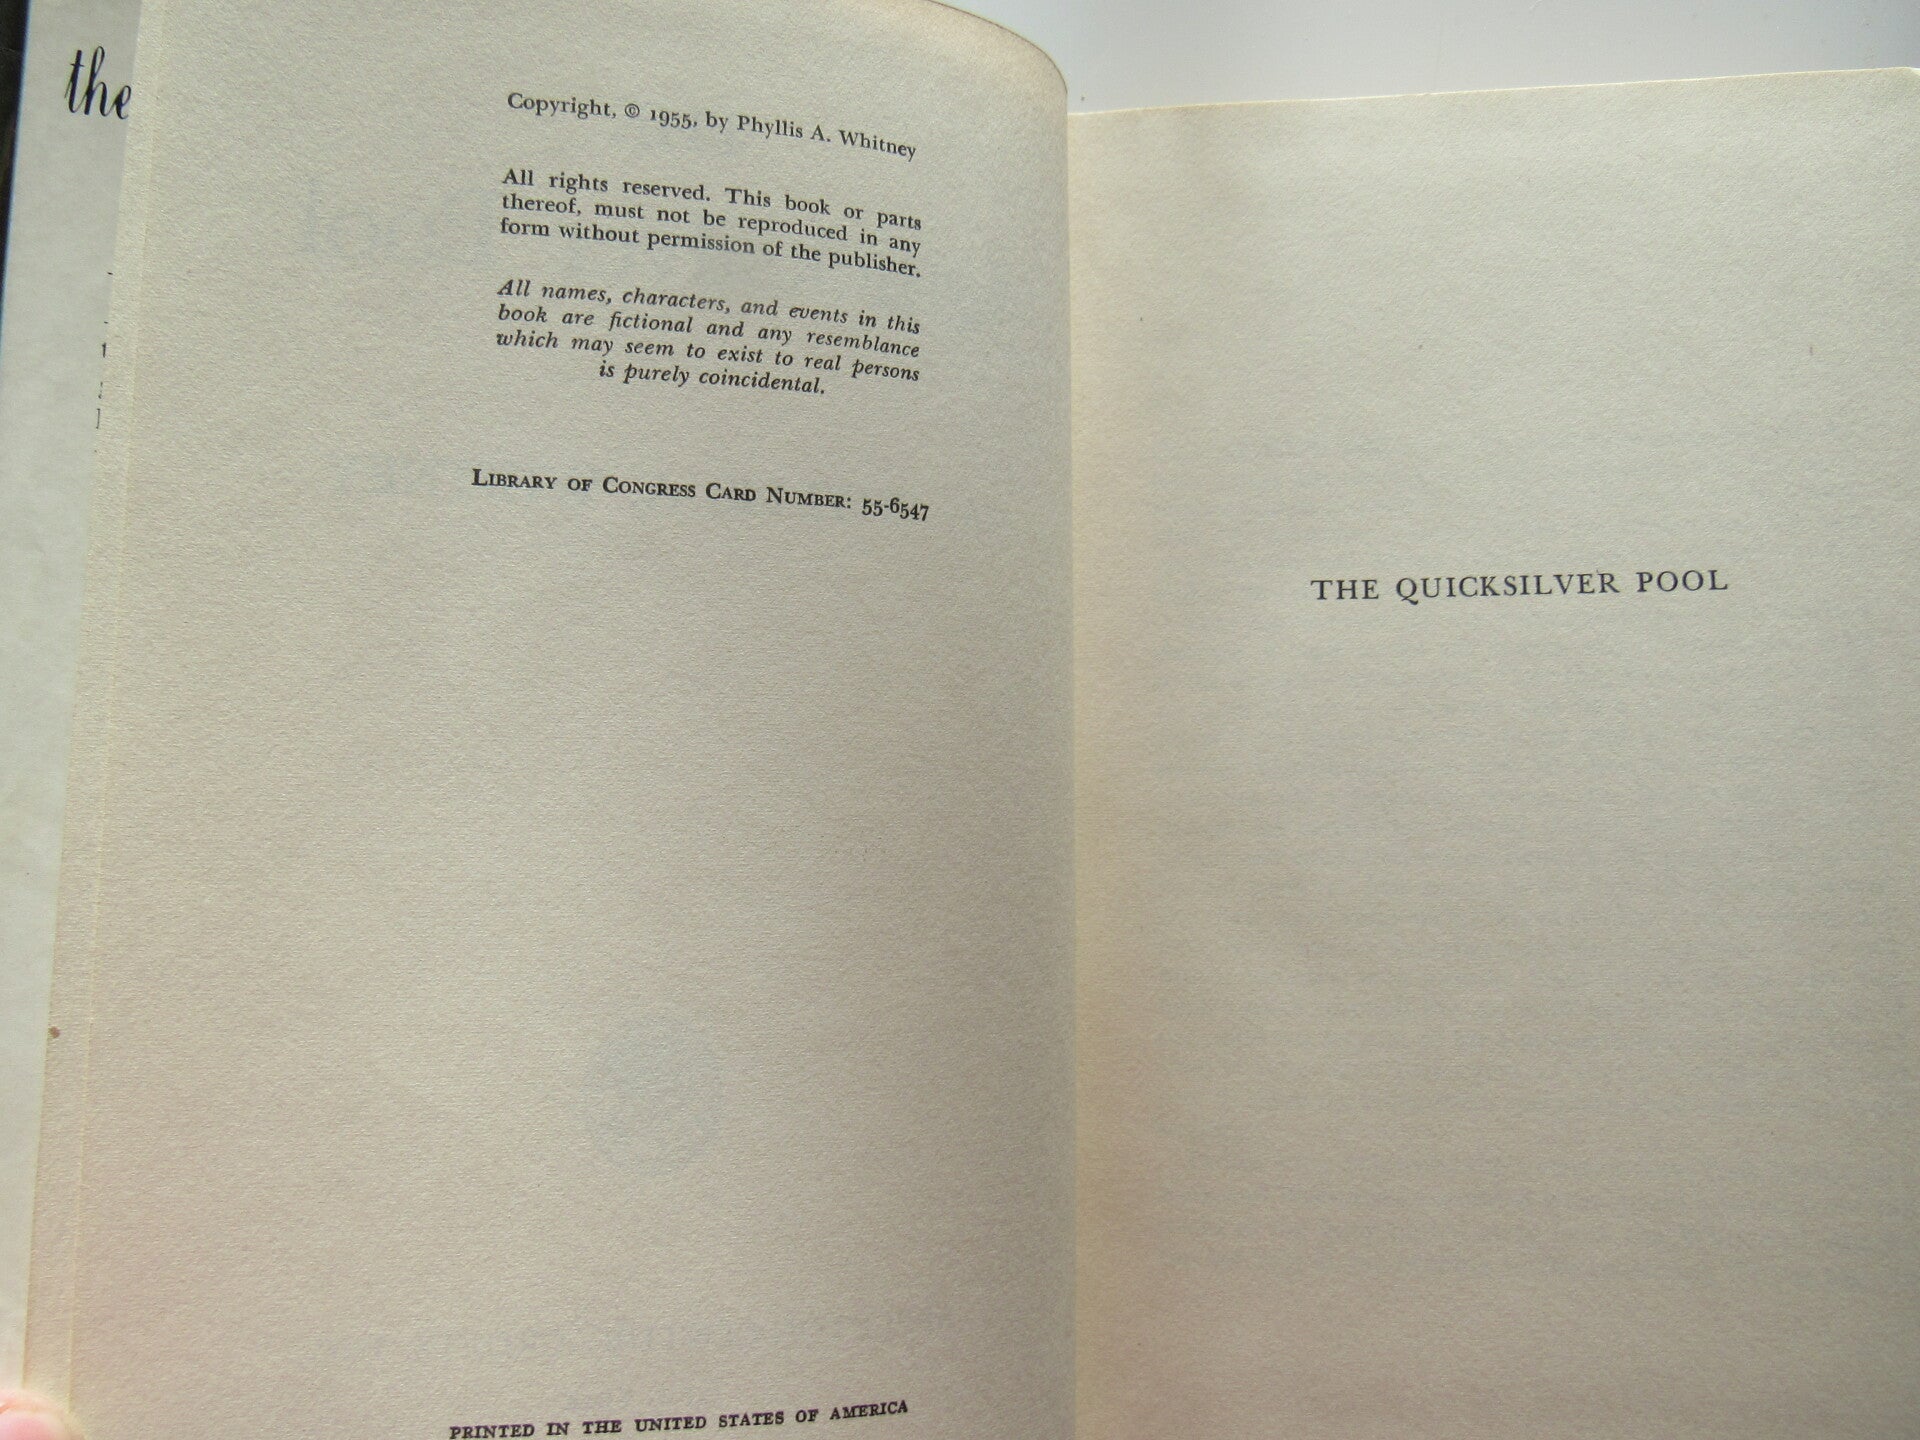 the
Copyright, © 1955, by Phyllis A. Whitney
All rights reserved. This book or parts
thereof, must not be reproduced in any
form without permission of the publisher.
All names, characters, and events in this
book are fictional and any resemblance
which may seem to exist to real persons
is purely coincidental.
LIBRARY OF CONGRESS CARD NUMBER: 55-6547
PRINTED IN THE UNITED STATES OF AMERICA
THE QUICKSILVER POOL